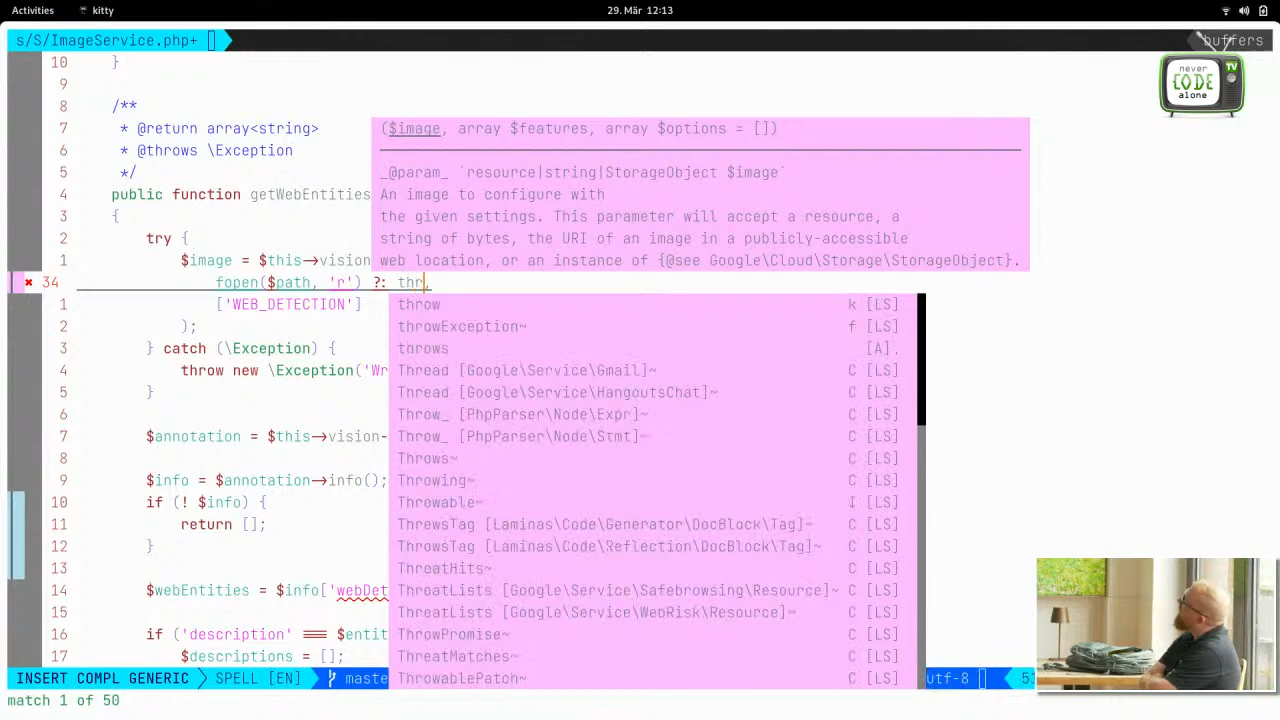 Activities kitty 29. Mär 12:13
s/S/ImageService.php+ buffers
never
CODE
alone
TV
10 }
9
8 /**
7 * @return array<string>
6 * @throws \Exception
5 */
4 public function getWebEntities
3 {
2 try {
1 $image = $this->vision
34 fopen($path, 'r') ?: thr,
1 ['WEB_DETECTION']
2 );
3 } catch (\Exception) {
4 throw new \Exception('Wr
5 }
6
7 $annotation = $this->vision-
8
9 $info = $annotation->info();
10 if (! $info) {
11 return [];
12 }
13
14 $webEntities = $info['webDet
15
16 if ('description' === $entit
17 $descriptions = [];
($image, array $features, array $options = [])
_@param_ `resource|string|StorageObject $image`
An image to configure with
the given settings. This parameter will accept a resource, a
string of bytes, the URI of an image in a publicly-accessible
web location, or an instance of {@see Google\Cloud\Storage\StorageObject}.
throw k [LS]
throwException~ f [LS]
throws [A].
Thread [Google\Service\Gmail]~ C [LS]
Thread [Google\Service\HangoutsChat]~ C [LS]
Throw_ [PhpParser\Node\Expr]~ C [LS]
Throw_ [PhpParser\Node\Stmt]~ C [LS]
Throws~ C [LS]
Throwing~ C [LS]
Throwable~ I [LS]
ThrowsTag [Laminas\Code\Generator\DocBlock\Tag]~ C [LS]
ThrowsTag [Laminas\Code\Reflection\DocBlock\Tag]~ C [LS]
ThreatHits~ C [LS]
ThreatLists [Google\Service\Safebrowsing\Resource]~ C [LS]
ThreatLists [Google\Service\WebRisk\Resource]~ C [LS]
ThrowPromise~ C [LS]
ThreatMatches~ C [LS]
ThrowablePatch~ C [LS]
INSERT COMPL GENERIC SPELL [EN] maste utf-8
match 1 of 50